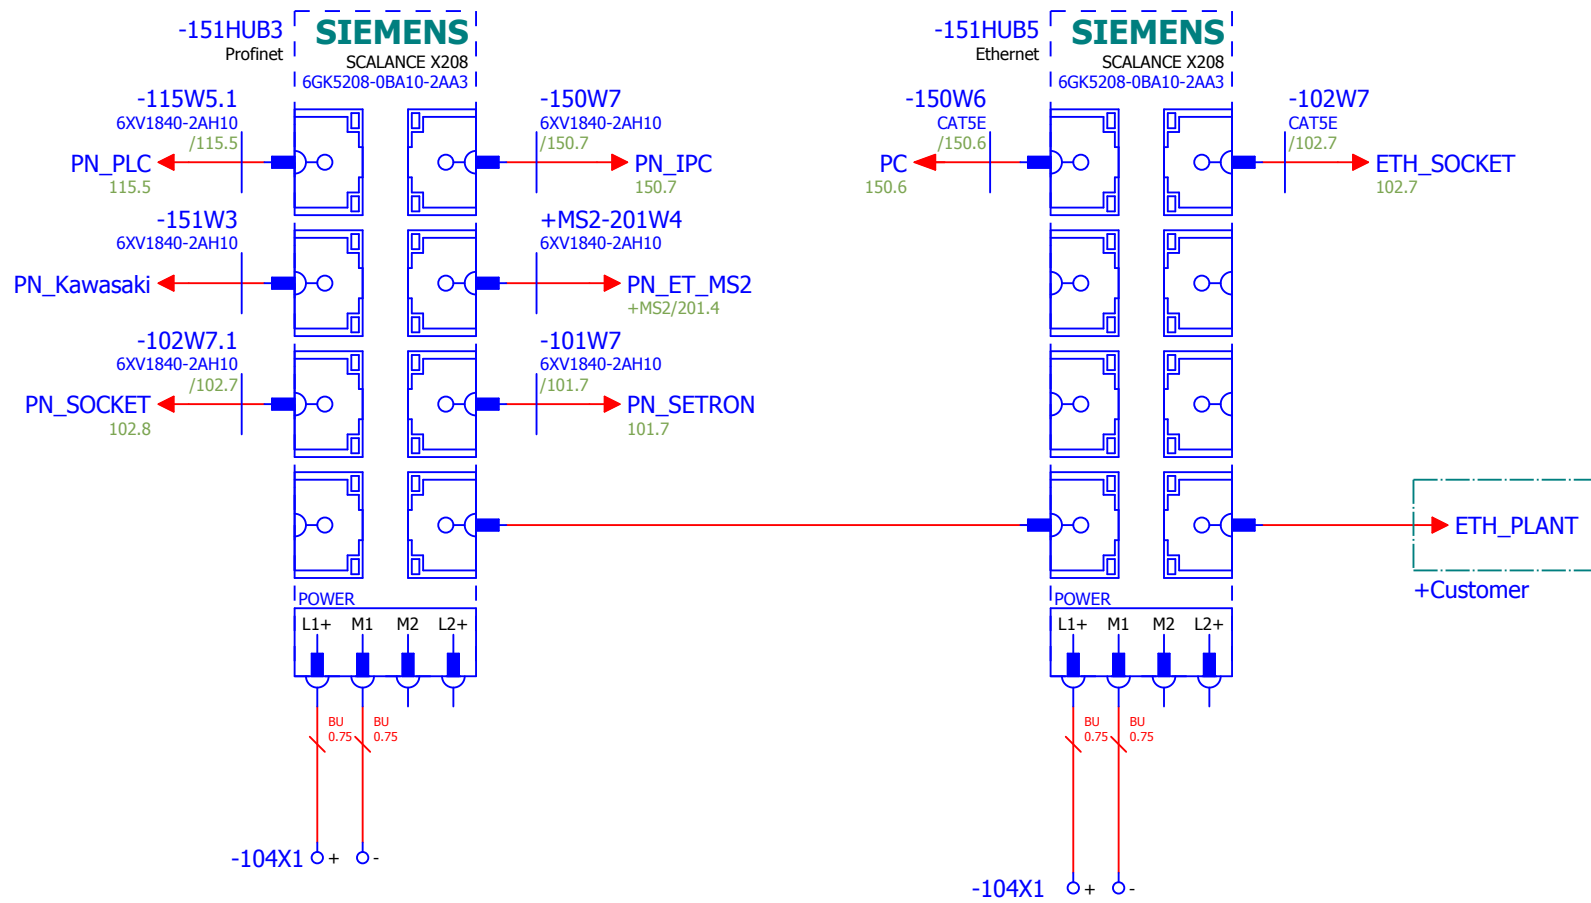 -151HUB3
Profinet
SIEMENS
SCALANCE X208
6GK5208-0BA10-2AA3
-115W5.1
6XV1840-2AH10
/115.5
PN_PLC
115.5
-150W7
6XV1840-2AH10
/150.7
PN_IPC
150.7
-151W3
6XV1840-2AH10
PN_Kawasaki
+MS2-201W4
6XV1840-2AH10
PN_ET_MS2
+MS2/201.4
-102W7.1
6XV1840-2AH10
/102.7
PN_SOCKET
102.8
-101W7
6XV1840-2AH10
/101.7
PN_SETRON
101.7
POWER
L1+ M1 M2 L2+
BU BU
0.75 0.75
-104X1 + -
-151HUB5
Ethernet
SIEMENS
SCALANCE X208
6GK5208-0BA10-2AA3
-150W6
CAT5E
/150.6
PC
150.6
-102W7
CAT5E
/102.7
ETH_SOCKET
102.7
ETH_PLANT
+Customer
POWER
L1+ M1 M2 L2+
BU BU
0.75 0.75
-104X1 + -